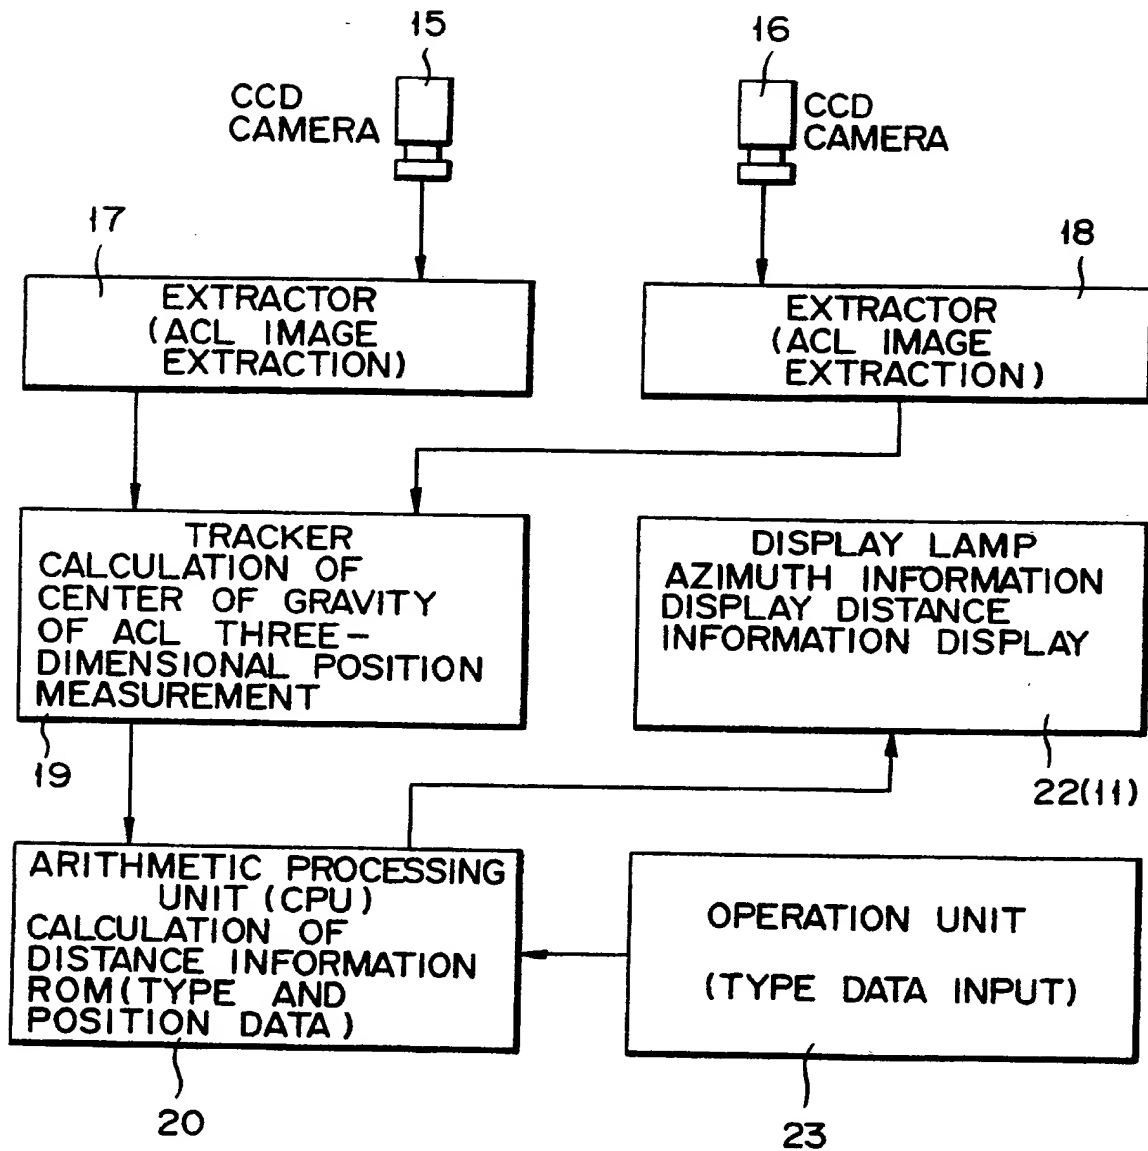 15
CCD
CAMERA
16
CCD
CAMERA
17
EXTRACTOR
(ACL IMAGE
EXTRACTION)
18
EXTRACTOR
(ACL IMAGE
EXTRACTION)
TRACKER
CALCULATION OF
CENTER OF GRAVITY
OF ACL THREE-
DIMENSIONAL POSITION
MEASUREMENT
19
DISPLAY LAMP
AZIMUTH INFORMATION
DISPLAY DISTANCE
INFORMATION DISPLAY
22(11)
ARITHMETIC PROCESSING
UNIT (CPU)
CALCULATION OF
DISTANCE INFORMATION
ROM(TYPE AND
POSITION DATA)
20
OPERATION UNIT
(TYPE DATA INPUT)
23